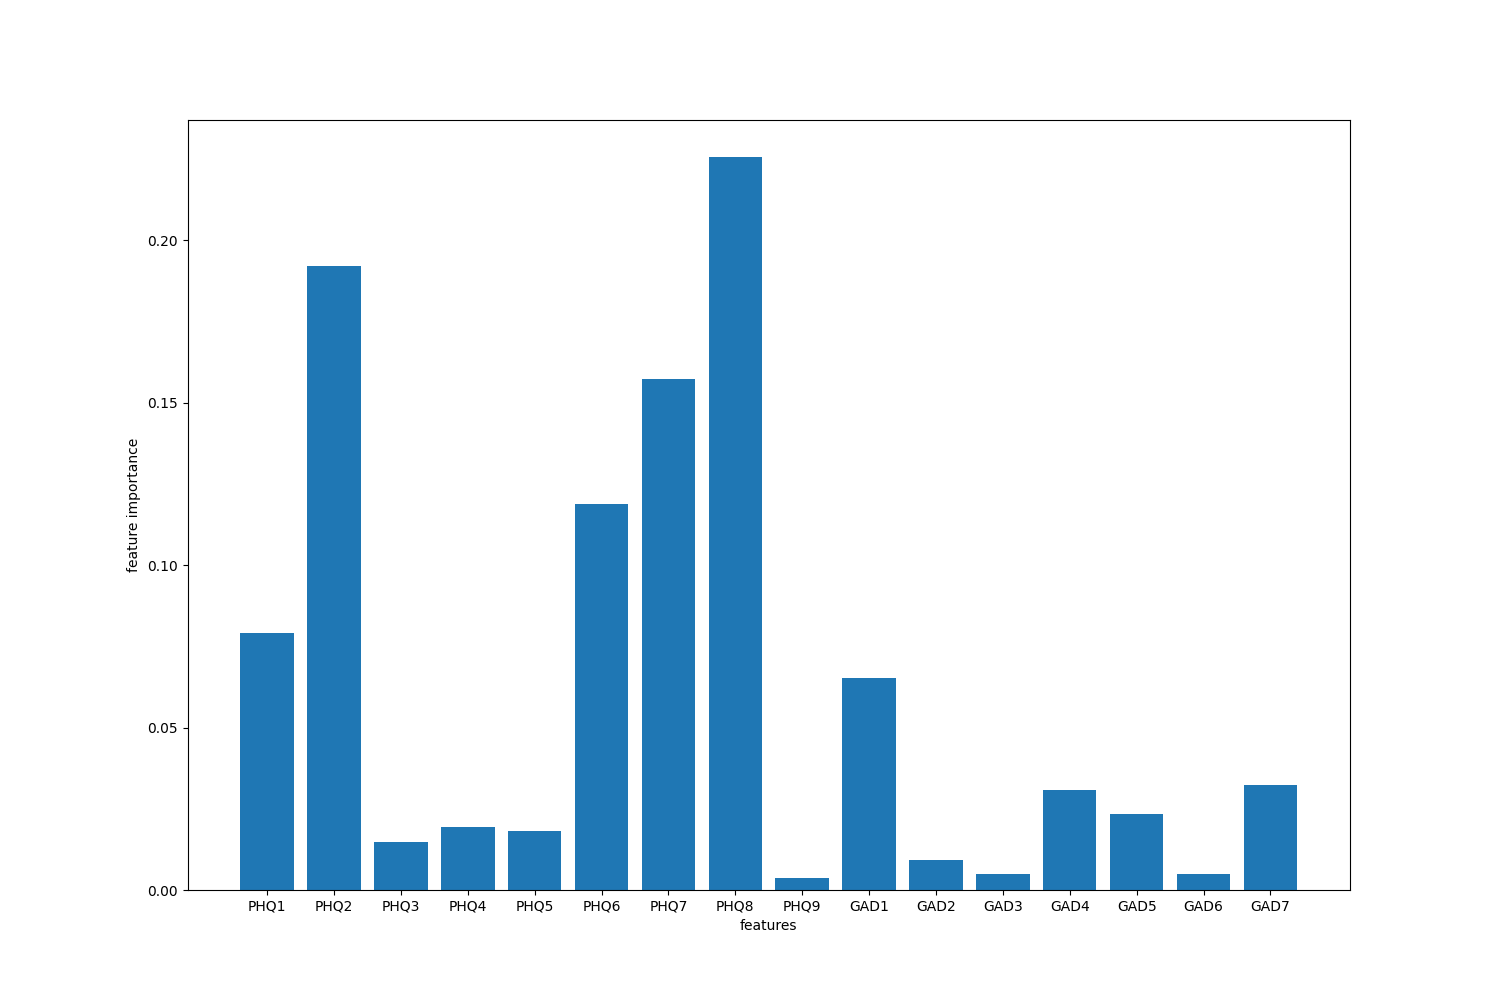 feature importance
0.20
0.15
0.10
0.05
0.00
PHQ1 PHQ2 PHQ3 PHQ4 PHQ5 PHQ6 PHQ7 PHQ8 PHQ9 GAD1 GAD2 GAD3 GAD4 GAD5 GAD6 GAD7
features